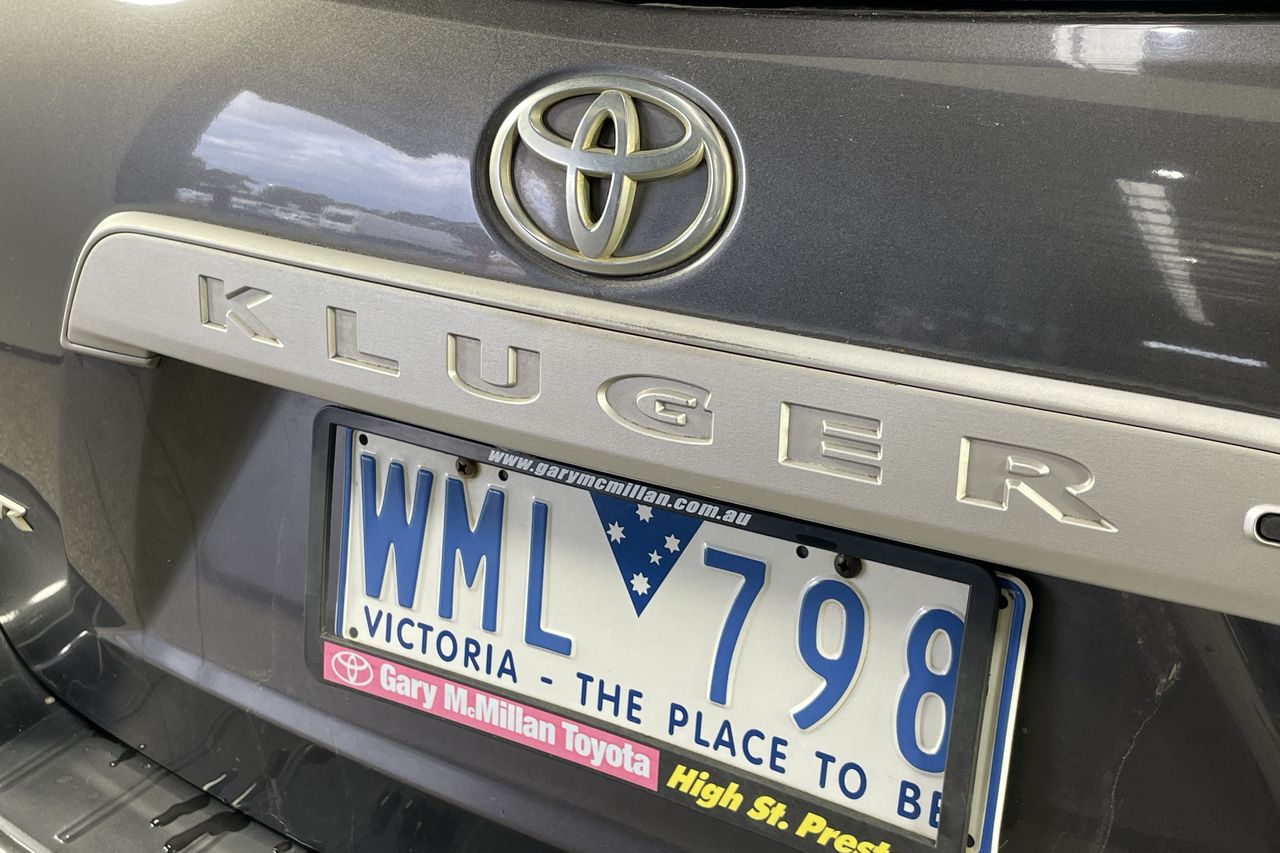 KLUGER
www.garymcmillan.com.au
WML 798
VICTORIA - THE PLACE TO BE
Gary McMillan Toyota
High St. Prest